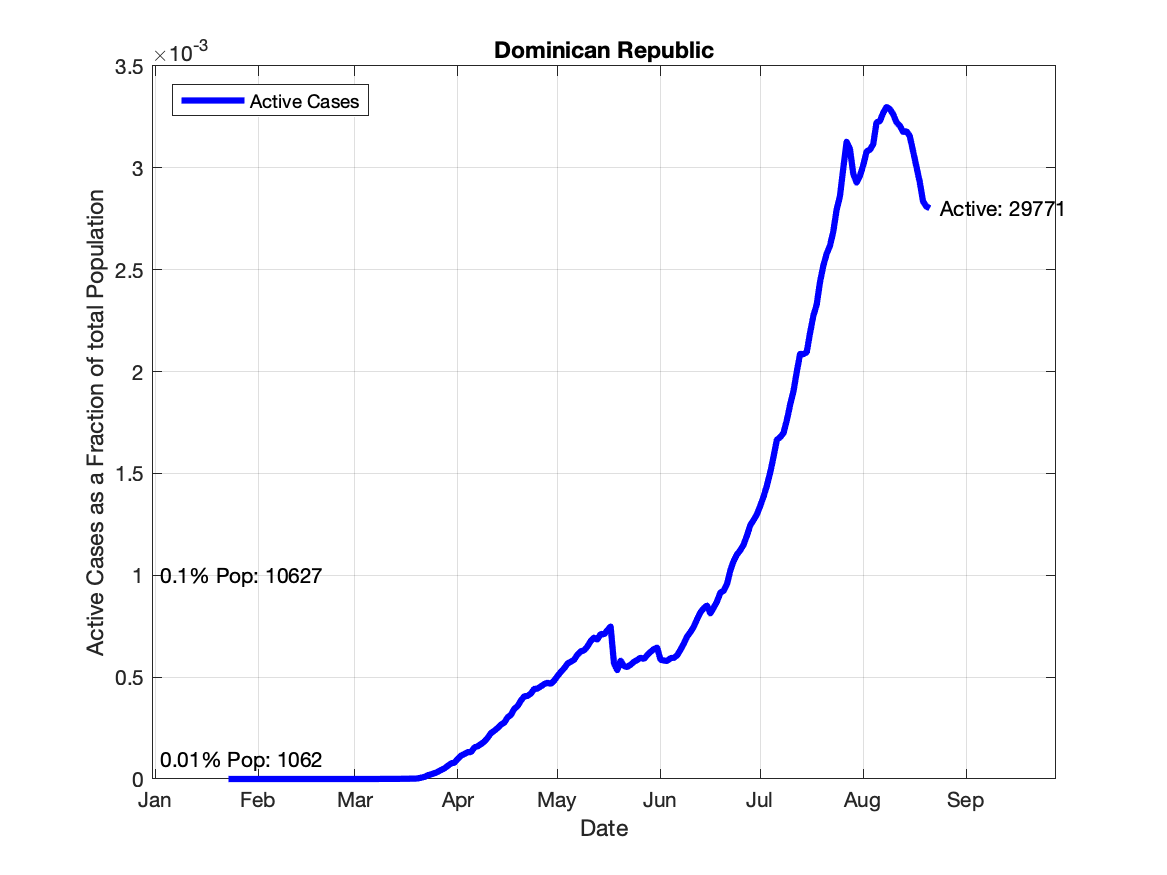 Dominican Republic
×10-3
3.5
3
2.5
2
1.5
1
0.5
0
Active Cases as a Fraction of total Population
Active Cases
Active: 29771
0.1% Pop: 10627
0.01% Pop: 1062
Jan Feb Mar Apr May Jun Jul Aug Sep
Date